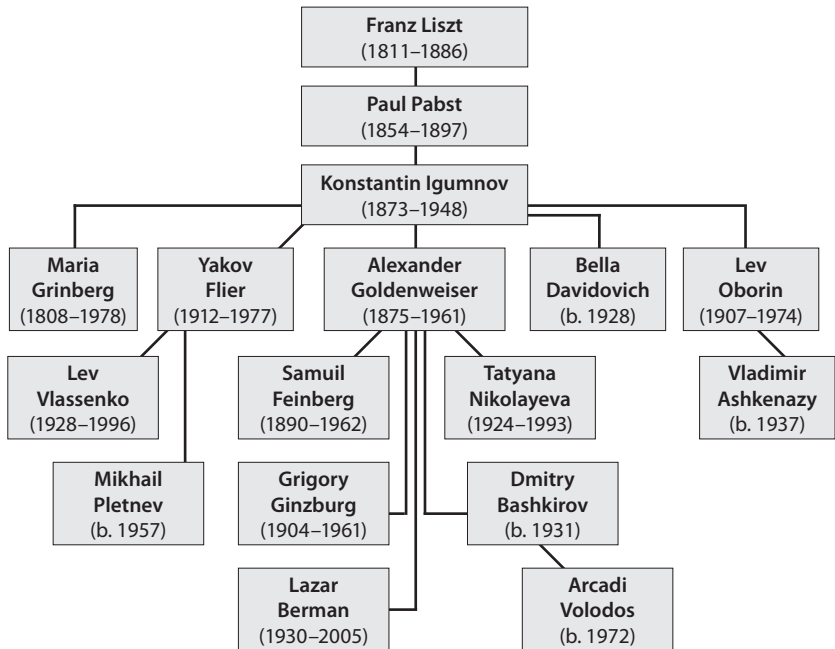 Franz Liszt
(1811–1886)
Paul Pabst
(1854–1897)
Konstantin Igumnov
(1873–1948)
Maria
Grinberg
(1808–1978)
Yakov
Flier
(1912–1977)
Alexander
Goldenweiser
(1875–1961)
Bella
Davidovich
(b. 1928)
Lev
Oborin
(1907–1974)
Lev
Vlassenko
(1928–1996)
Samuil
Feinberg
(1890–1962)
Tatyana
Nikolayeva
(1924–1993)
Vladimir
Ashkenazy
(b. 1937)
Mikhail
Pletnev
(b. 1957)
Grigory
Ginzburg
(1904–1961)
Dmitry
Bashkirov
(b. 1931)
Lazar
Berman
(1930–2005)
Arcadi
Volodos
(b. 1972)